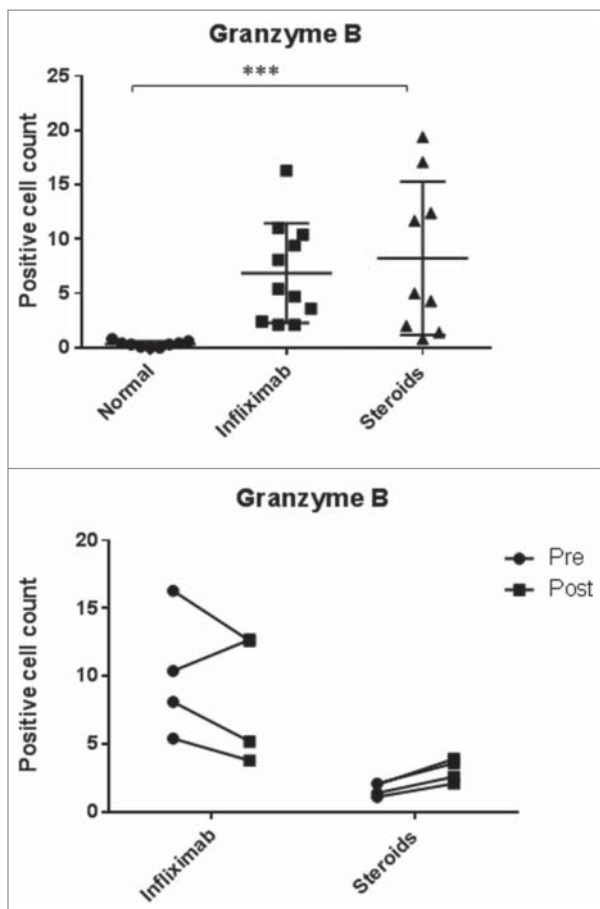 Granzyme B
***
25
20
15
10
5
0
Positive cell count
Normal
Infliximab
Steroids
Granzyme B
20
15
10
5
0
Positive cell count
Pre
Post
Infliximab
Steroids